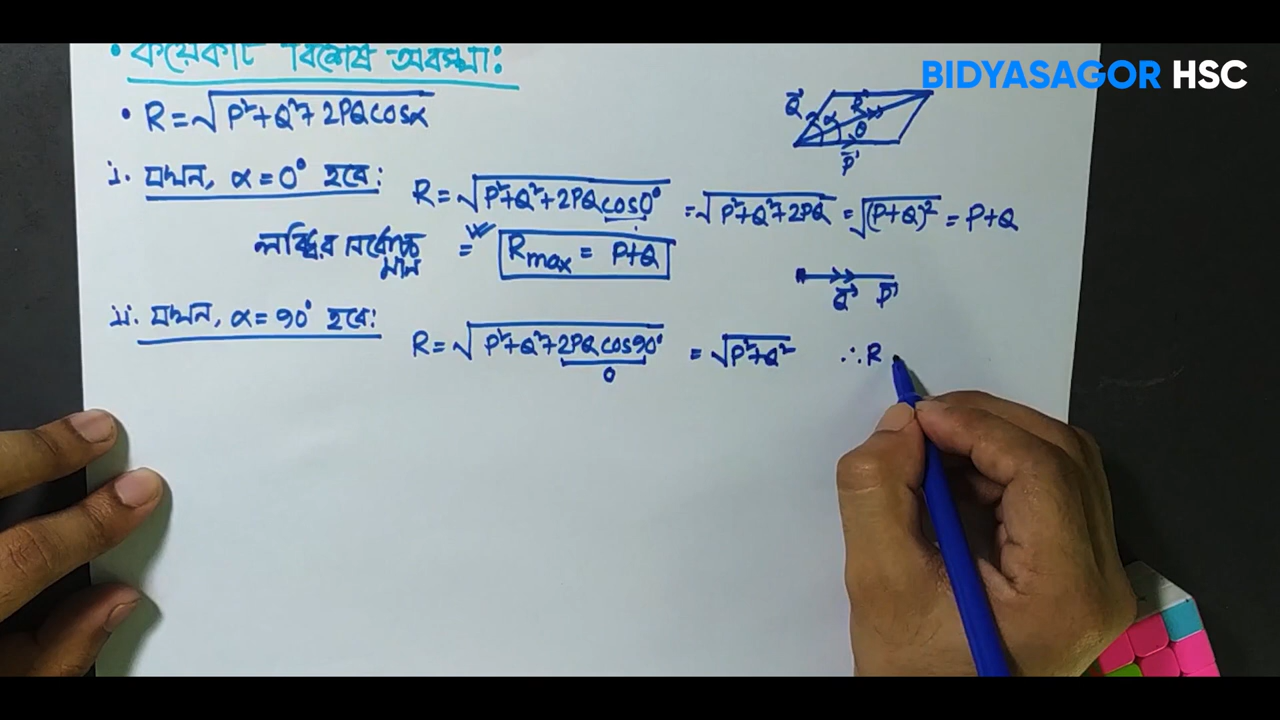 BIDYASAGOR HSC
• কয়েকটি বিশেষ অবস্থা:
• R = √(P²+Q²+2PQcosα)
Q⃗ R⃗ α θ
P⃗
i. যখন, α = 0° হবে: R = √(P²+Q²+2PQcos0°) = √(P²+Q²+2PQ) = √(P+Q)² = P+Q
লব্ধির সর্বোচ্চ মান = Rmax = P+Q
Q⃗ P⃗
ii. যখন, α = 90° হবে: R = √(P²+Q²+2PQcos90°) = √(P²+Q²) ∴ R
0